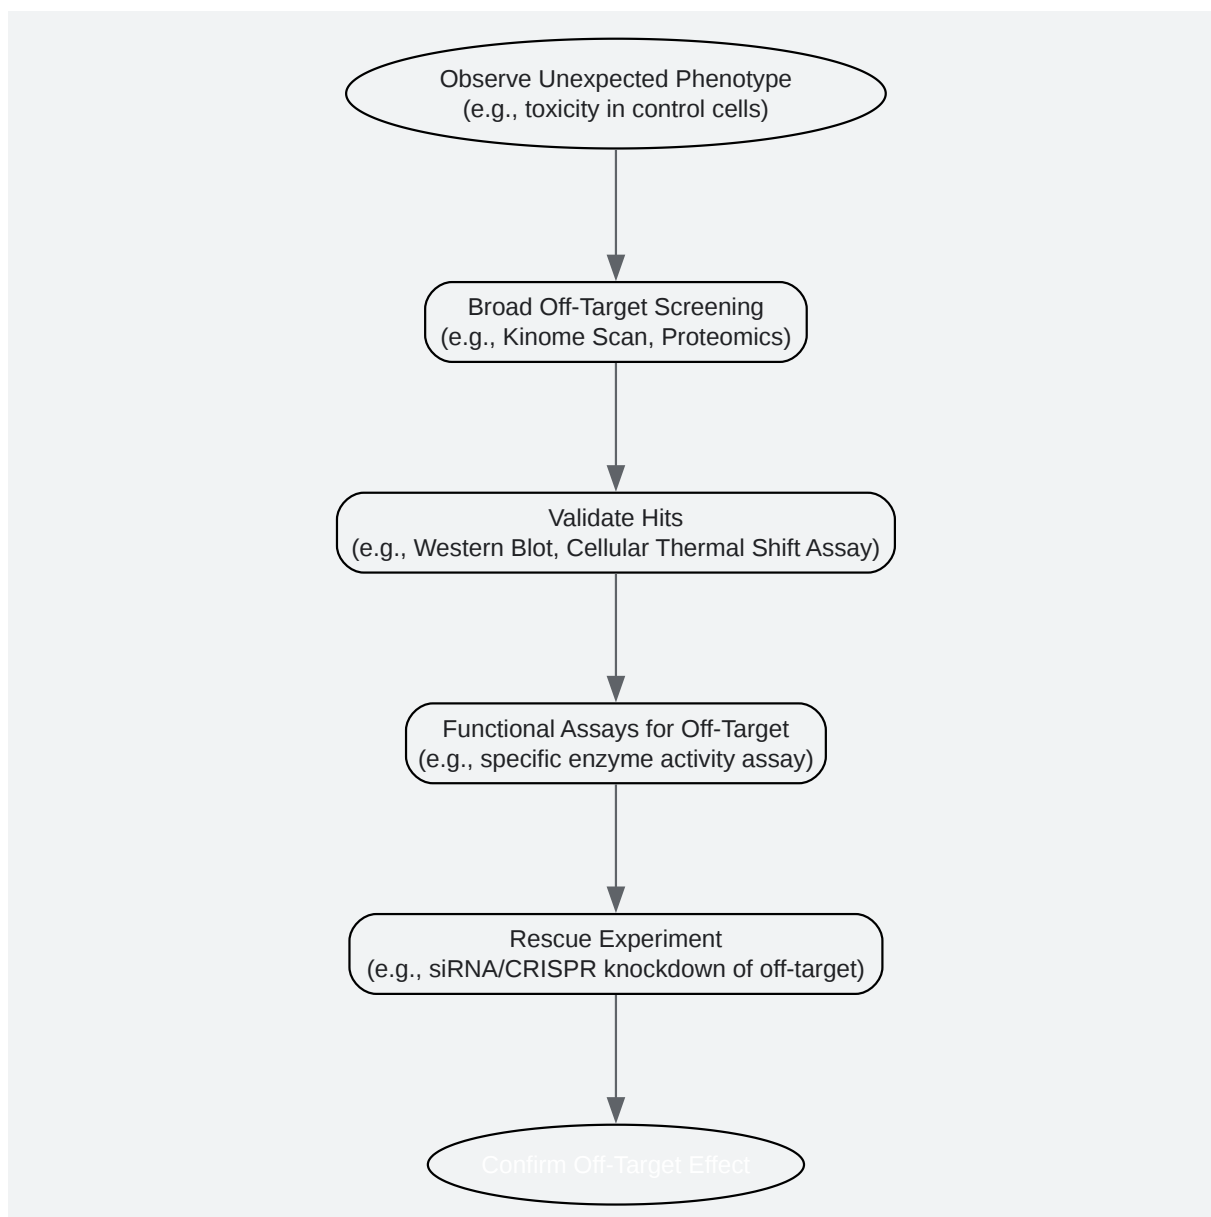 Observe Unexpected Phenotype
(e.g., toxicity in control cells)
Broad Off-Target Screening
(e.g., Kinome Scan, Proteomics)
Validate Hits
(e.g., Western Blot, Cellular Thermal Shift Assay)
Functional Assays for Off-Target
(e.g., specific enzyme activity assay)
Rescue Experiment
(e.g., siRNA/CRISPR knockdown of off-target)
Confirm Off-Target Effect